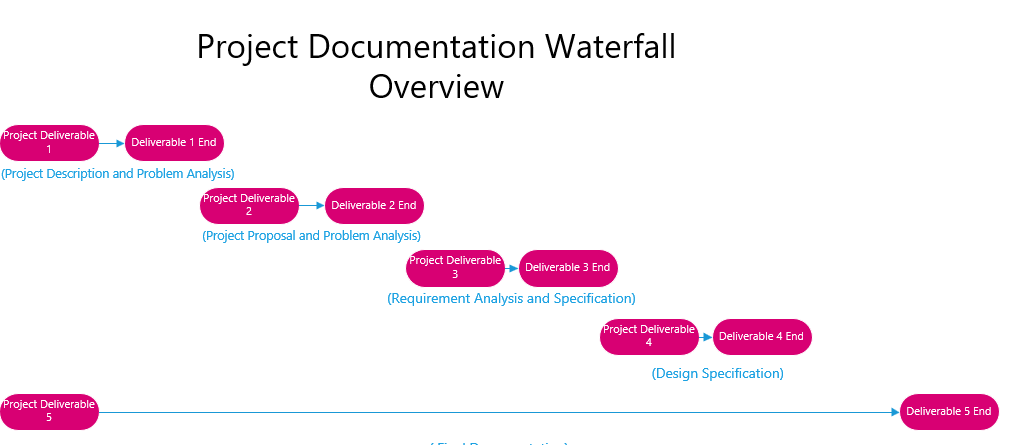 Project Documentation Waterfall
Overview
Project Deliverable
1
Deliverable 1 End
(Project Description and Problem Analysis)
Project Deliverable
2
Deliverable 2 End
(Project Proposal and Problem Analysis)
Project Deliverable
3
Deliverable 3 End
(Requirement Analysis and Specification)
Project Deliverable
4
Deliverable 4 End
(Design Specification)
Project Deliverable
5
Deliverable 5 End
( Final Documentation)